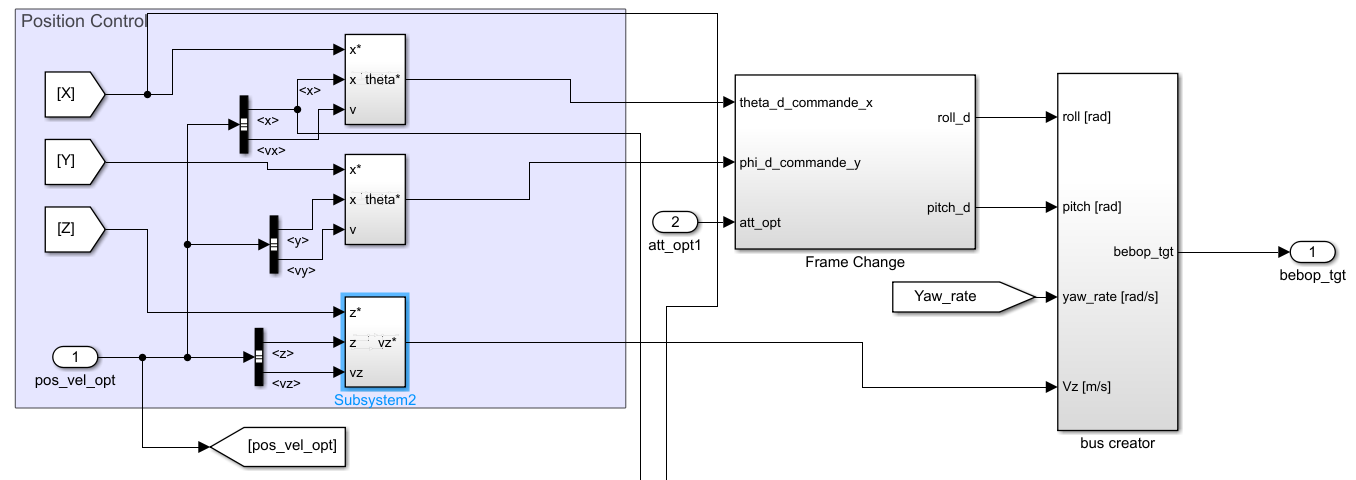 Position Control
[X]
<x>
<x>
<vx>
x*
x
theta*
v
[Y]
<y>
<vy>
x*
x
theta*
v
[Z]
<z>
<vz>
z*
z
vz*
vz
Subsystem2
1
pos_vel_opt
[pos_vel_opt]
2
att_opt1
theta_d_commande_x
phi_d_commande_y
att_opt
roll_d
pitch_d
Frame Change
Yaw_rate
roll [rad]
pitch [rad]
bebop_tgt
yaw_rate [rad/s]
Vz [m/s]
bus creator
1
bebop_tgt